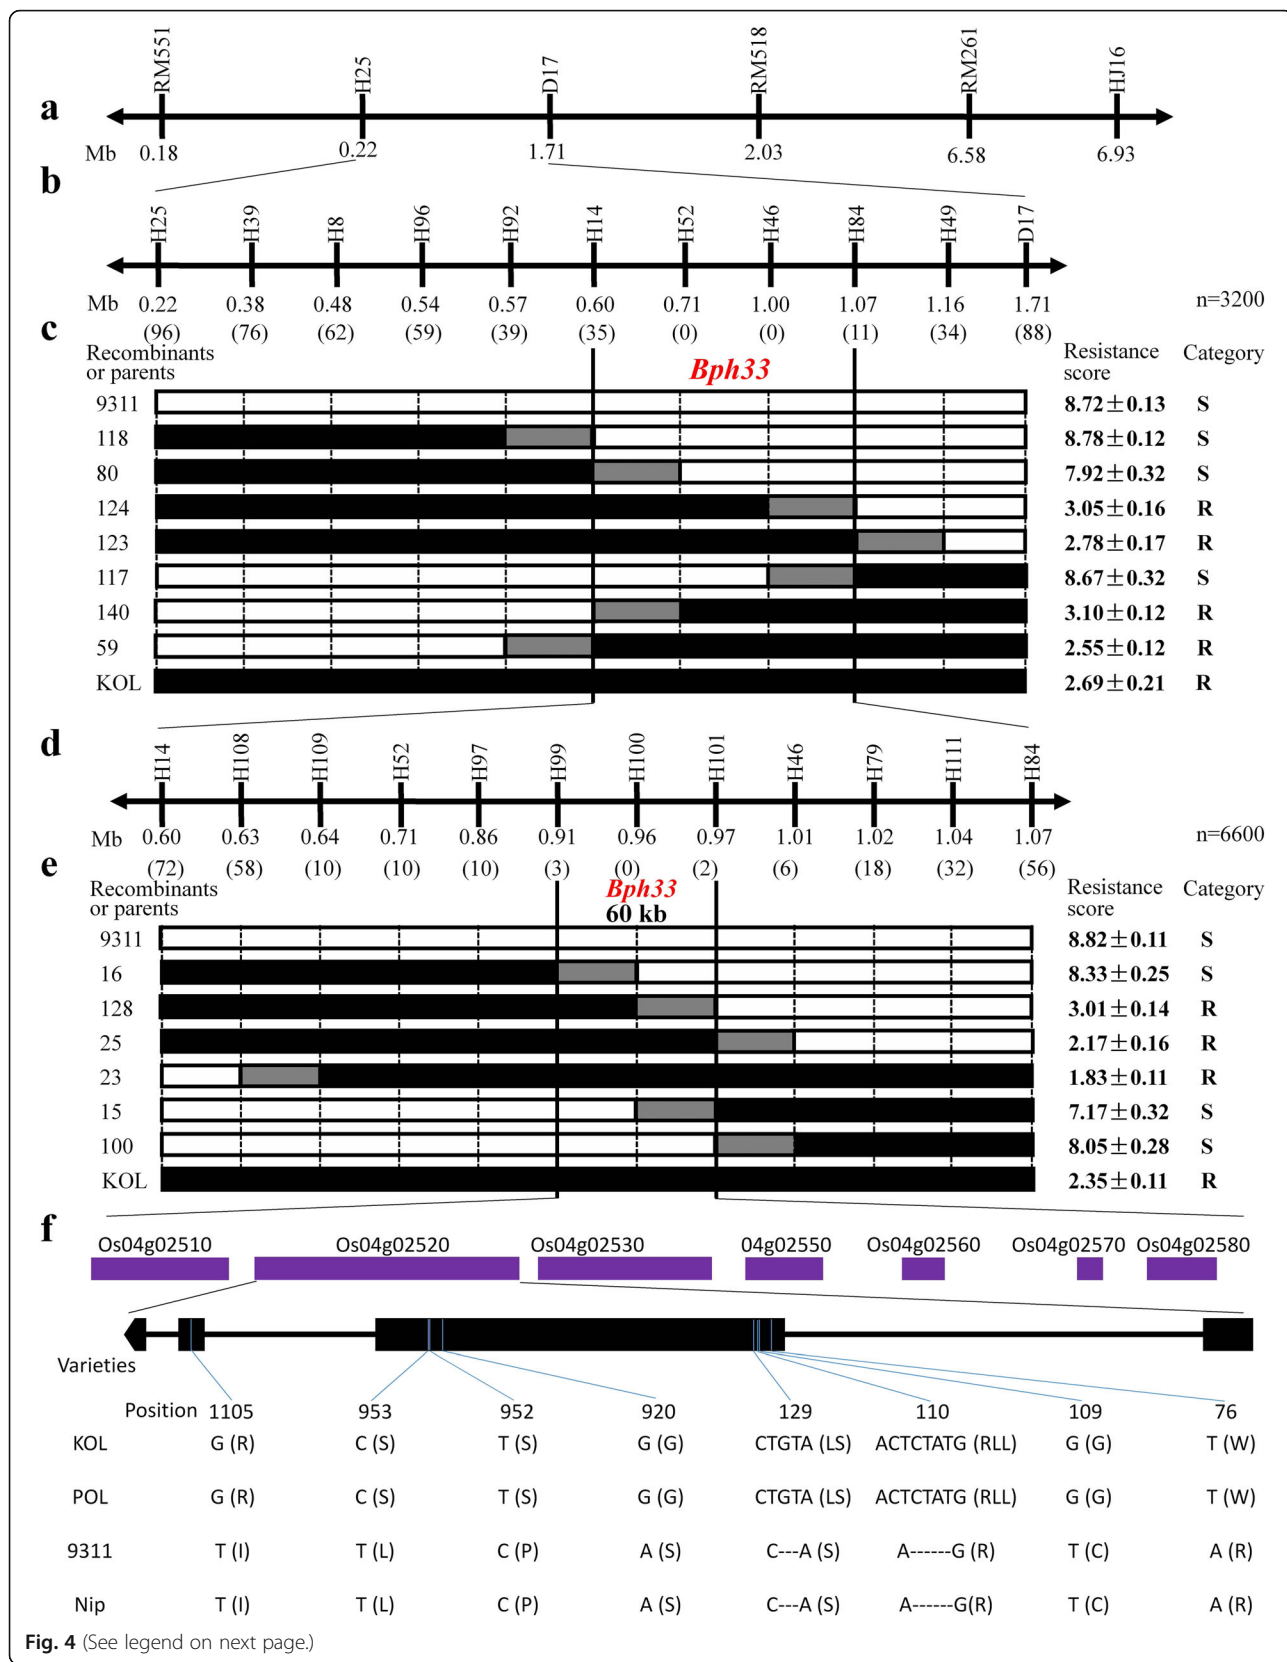 a
RM551 H25 D17 RM518 RM261 HJ16
Mb 0.18 0.22 1.71 2.03 6.58 6.93
b
H25 H39 H8 H96 H92 H14 H52 H46 H84 H49 D17
Mb 0.22 0.38 0.48 0.54 0.57 0.60 0.71 1.00 1.07 1.16 1.71 n=3200
(96) (76) (62) (59) (39) (35) (0) (0) (11) (34) (88)
c
Recombinants or parents Bph33 Resistance score Category
9311 8.72±0.13 S
118 8.78±0.12 S
80 7.92±0.32 S
124 3.05±0.16 R
123 2.78±0.17 R
117 8.67±0.32 S
140 3.10±0.12 R
59 2.55±0.12 R
KOL 2.69±0.21 R
d
H14 H108 H109 H52 H97 H99 H100 H101 H46 H79 H111 H84
Mb 0.60 0.63 0.64 0.71 0.86 0.91 0.96 0.97 1.01 1.02 1.04 1.07 n=6600
(72) (58) (10) (10) (10) (3) (0) (2) (6) (18) (32) (56)
e
Recombinants or parents Bph33 60 kb Resistance score Category
9311 8.82±0.11 S
16 8.33±0.25 S
128 3.01±0.14 R
25 2.17±0.16 R
23 1.83±0.11 R
15 7.17±0.32 S
100 8.05±0.28 S
KOL 2.35±0.11 R
f
Os04g02510 Os04g02520 Os04g02530 04g02550 Os04g02560 Os04g02570 Os04g02580
Varieties
Position 1105 953 952 920 129 110 109 76
KOL G (R) C (S) T (S) G (G) CTGTA (LS) ACTCTATG (RLL) G (G) T (W)
POL G (R) C (S) T (S) G (G) CTGTA (LS) ACTCTATG (RLL) G (G) T (W)
9311 T (I) T (L) C (P) A (S) C---A (S) A------G (R) T (C) A (R)
Nip T (I) T (L) C (P) A (S) C---A (S) A------G(R) T (C) A (R)
Fig. 4 (See legend on next page.)